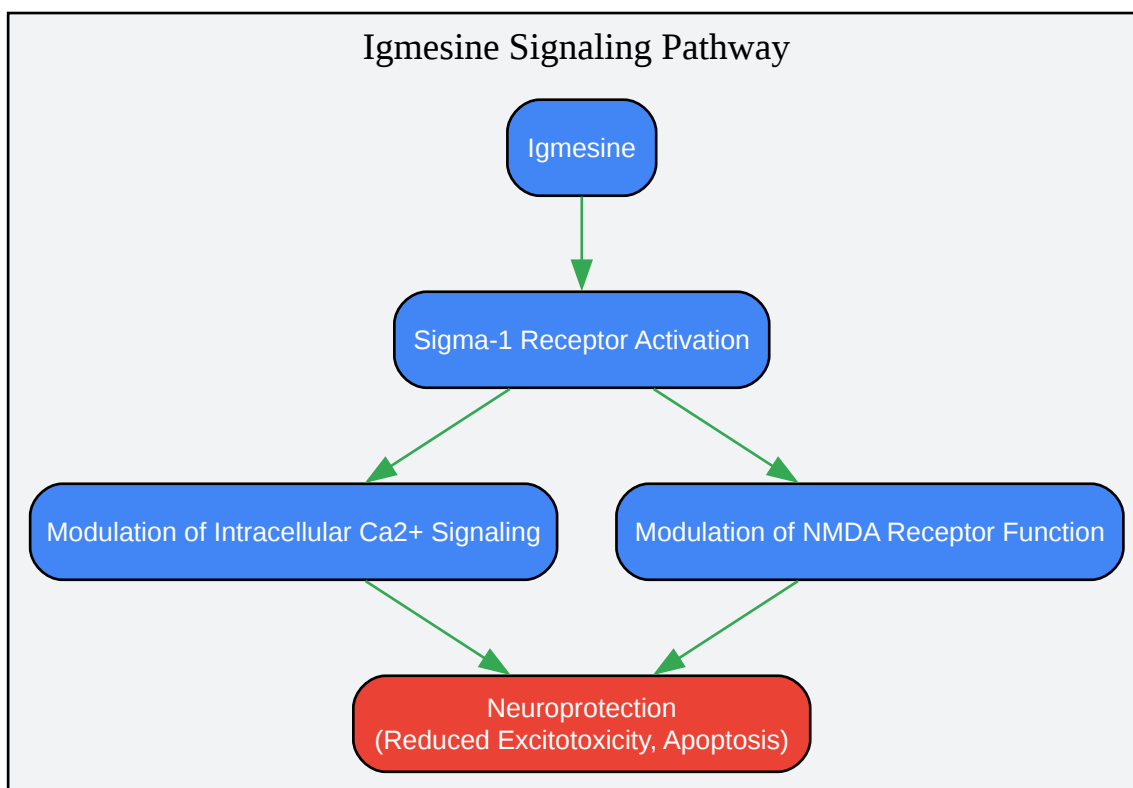 Igmesine Signaling Pathway
Igmesine
Sigma-1 Receptor Activation
Modulation of Intracellular Ca2+ Signaling
Modulation of NMDA Receptor Function
Neuroprotection
(Reduced Excitotoxicity, Apoptosis)